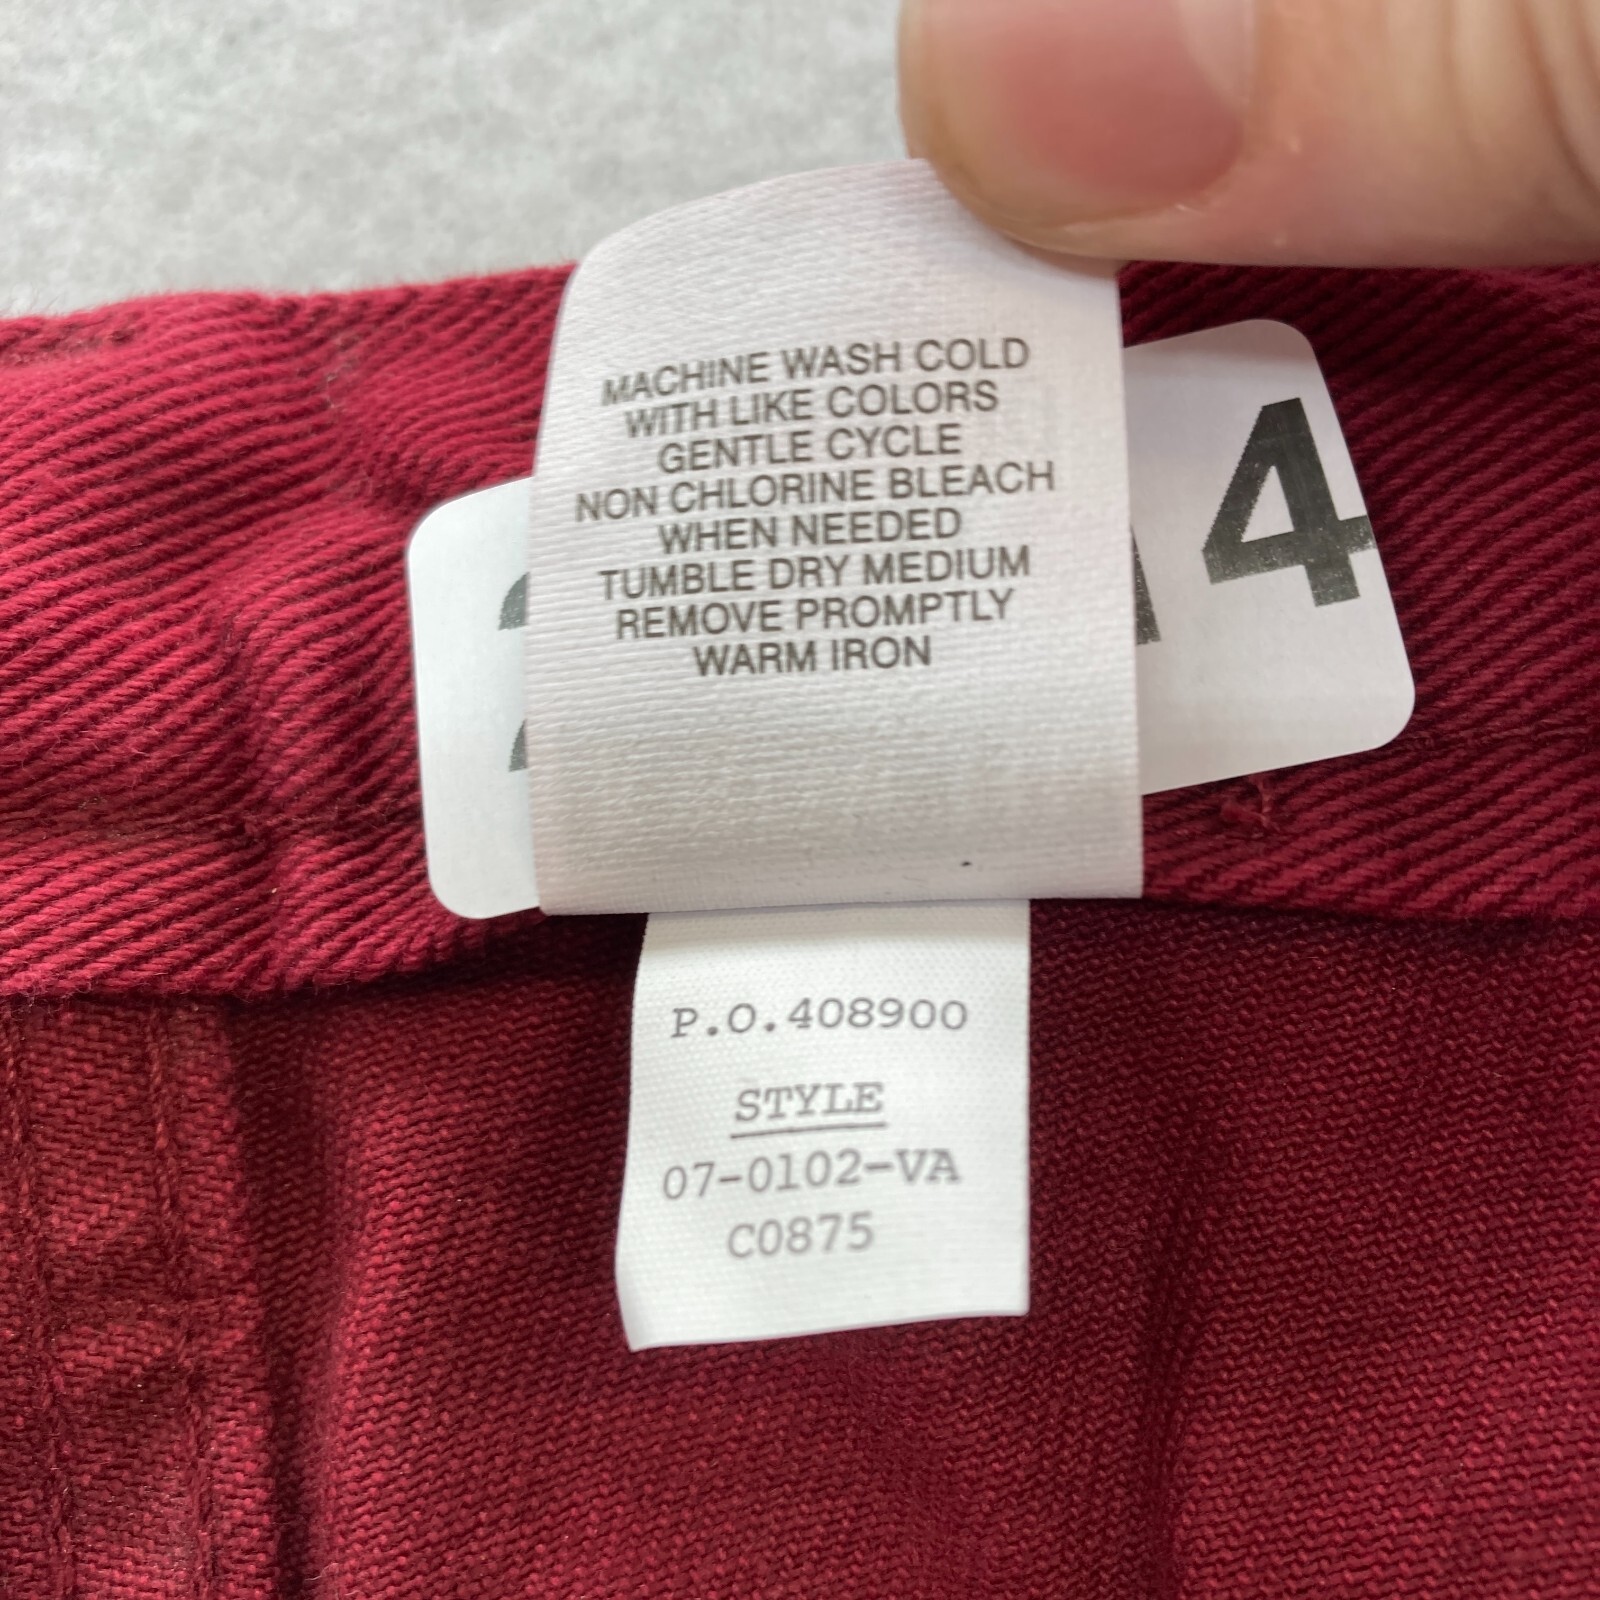 MACHINE WASH COLD
WITH LIKE COLORS
GENTLE CYCLE
NON CHLORINE BLEACH
WHEN NEEDED
TUMBLE DRY MEDIUM
REMOVE PROMPTLY
WARM IRON
4
P.O.408900
STYLE
07-0102-VA
C0875